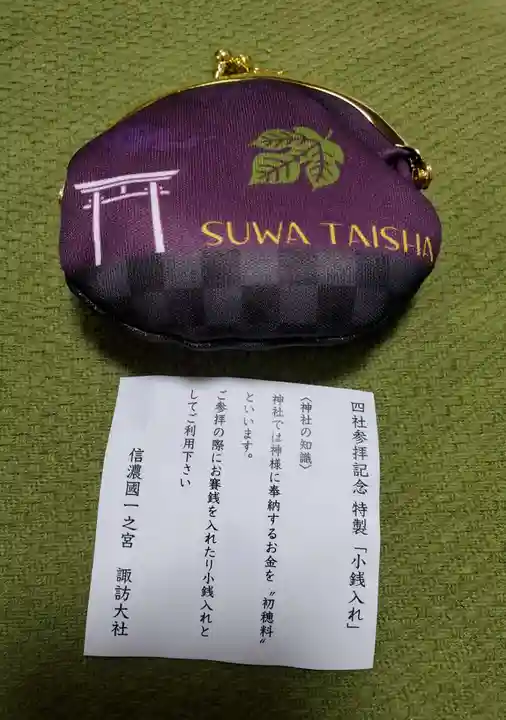 SUWA TAISHA
四社参拝記念 特製 「小銭入れ」
〈神社の知識〉
神社では神様に奉納するお金を〝初穂料〟
といいます。
ご参拝の際にお賽銭を入れたり小銭入れと
してご利用下さい
信濃國一之宮 諏訪大社